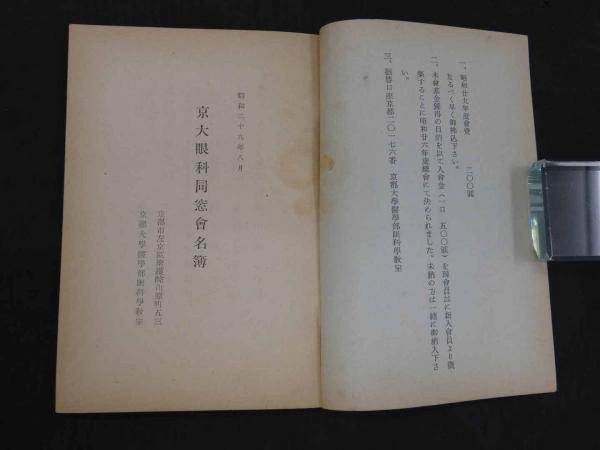 一、昭和廿九年度會費　二〇〇圓
なるべく早く御拂込下さい。
二、本會基金獲得の目的を以て入會金（一口　五〇〇圓）を現會員並に新入會員より徴
集することに昭和廿六年度總會にて決められました。未納の方は一緒に御納入下さ
い。
三、振替口座京都二〇一七六番　京都大學醫學部眼科學教室
昭和二十九年八月
京大眼科同窓會名簿
京都市左京區聖護院川原町五三
京都大學醫學部眼科學教室